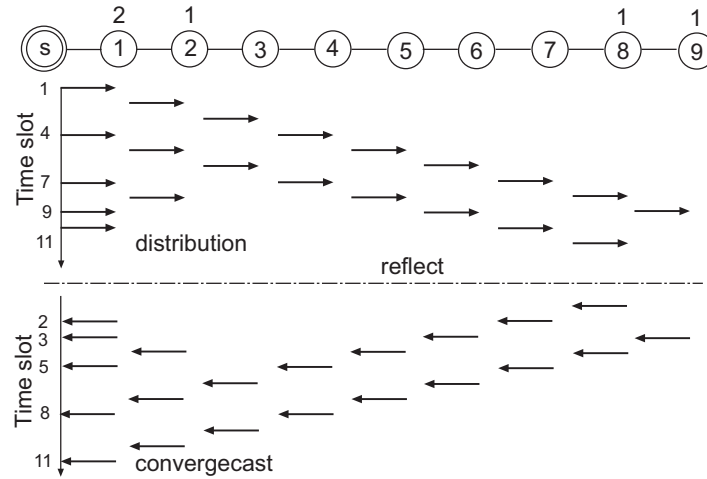 2 1 1 1
s 1 2 3 4 5 6 7 8 9
Time slot
1
4
7
9
11
distribution
reflect
Time slot
2
3
5
8
11
convergecast